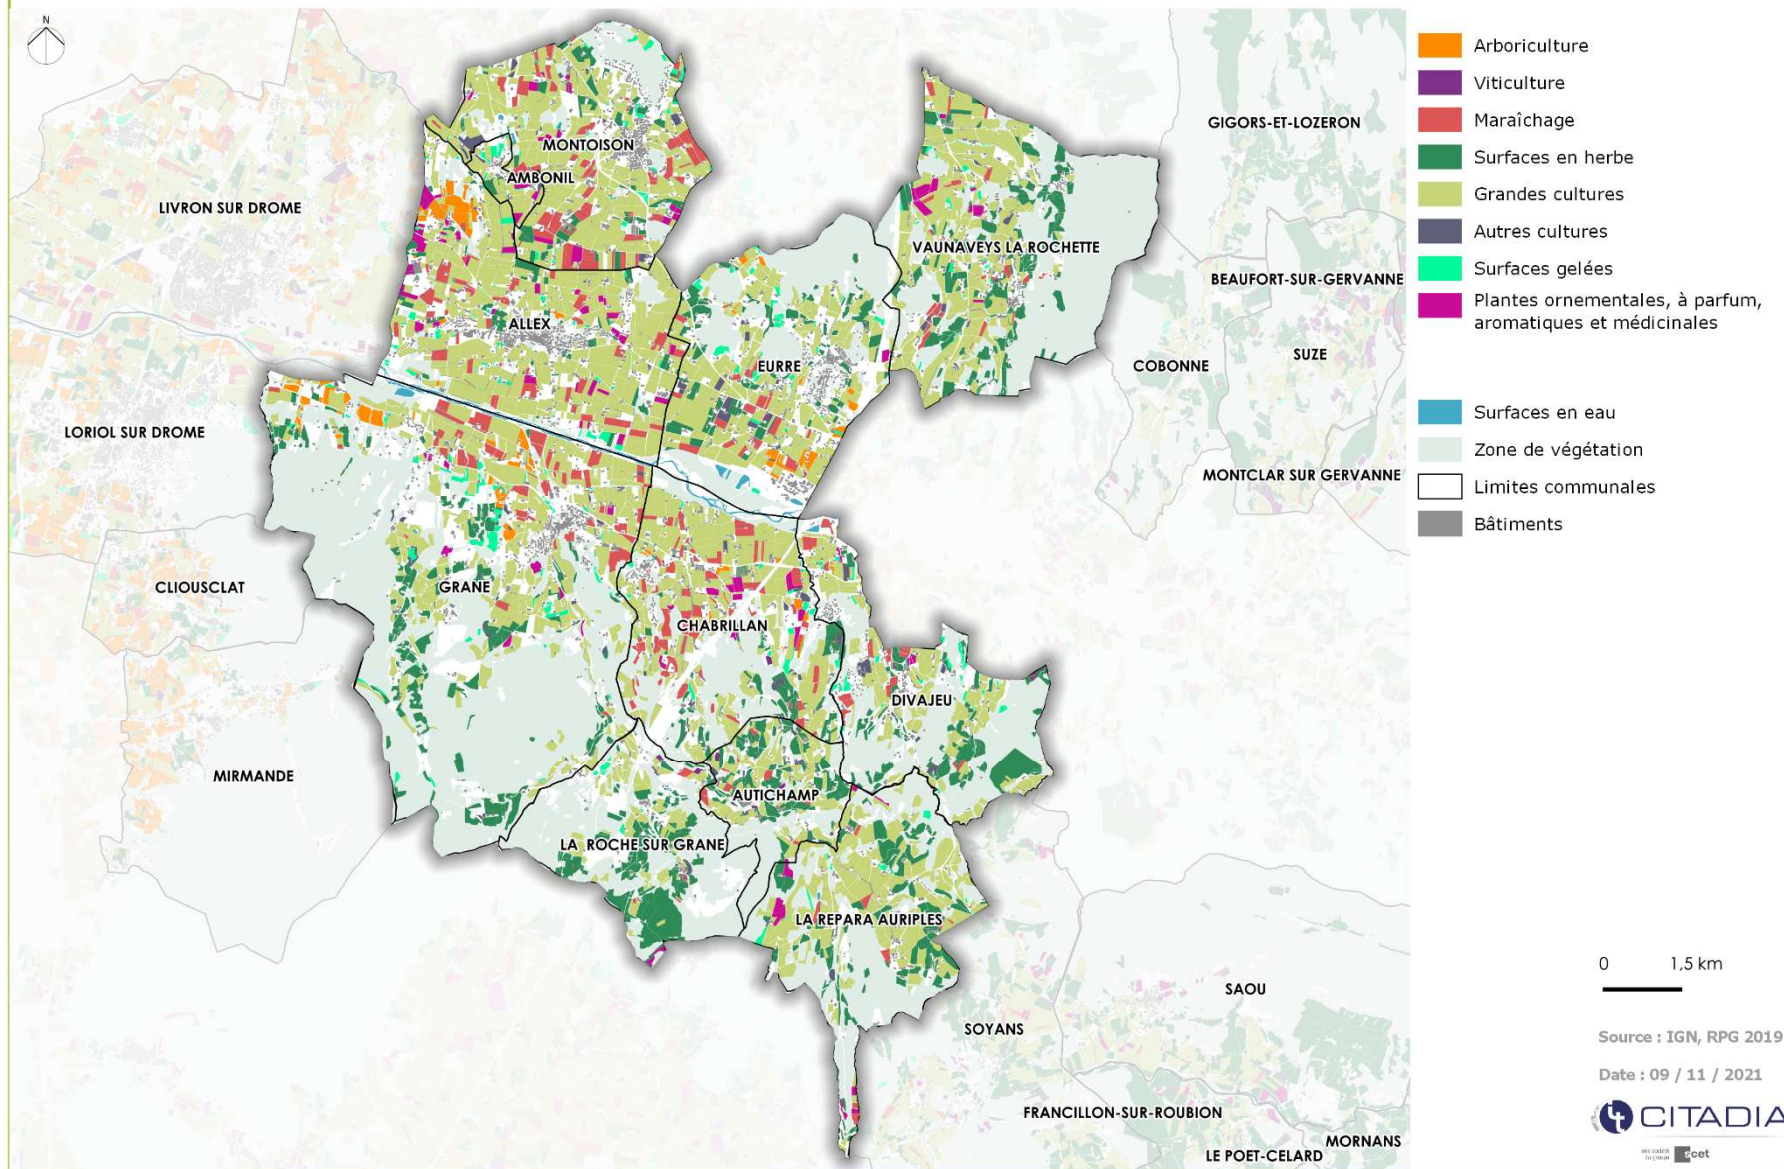 N
MONTOISON
AMBONIL
LIVRON SUR DROME
GIGORS-ET-LOZERON
VAUNAVEYS LA ROCHETTE
BEAUFORT-SUR-GERVANNE
ALLEX
EURRE
COBONNE
SUZE
LORIOL SUR DROME
MONTCLAR SUR GERVANNE
CLIOUSCLAT
GRANE
CHABRILLAN
DIVAJEU
MIRMANDE
AUTICHAMP
LA ROCHE SUR GRANE
LA REPARA AURIPLES
SAOU
SOYANS
FRANCILLON-SUR-ROUBION
MORNANS
LE POET-CELARD
Arboriculture
Viticulture
Maraîchage
Surfaces en herbe
Grandes cultures
Autres cultures
Surfaces gelées
Plantes ornementales, à parfum,
aromatiques et médicinales
Surfaces en eau
Zone de végétation
Limites communales
Bâtiments
0 1,5 km
Source : IGN, RPG 2019
Date : 09 / 11 / 2021
CITADIA
scet